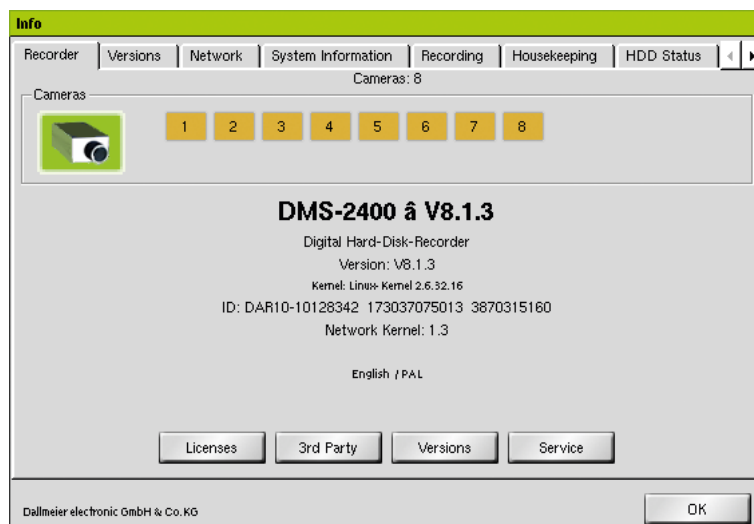 Info
Recorder Versions Network System Information Recording Housekeeping HDD Status
Cameras: 8
Cameras
1 2 3 4 5 6 7 8
DMS-2400 â V8.1.3
Digital Hard-Disk-Recorder
Version: V8.1.3
Kernel: Linux- Kernel 2.6.32.16
ID: DAR10-10128342 173037075013 3870315160
Network Kernel: 1.3
English / PAL
Licenses 3rd Party Versions Service
Dallmeier electronic GmbH & Co.KG OK